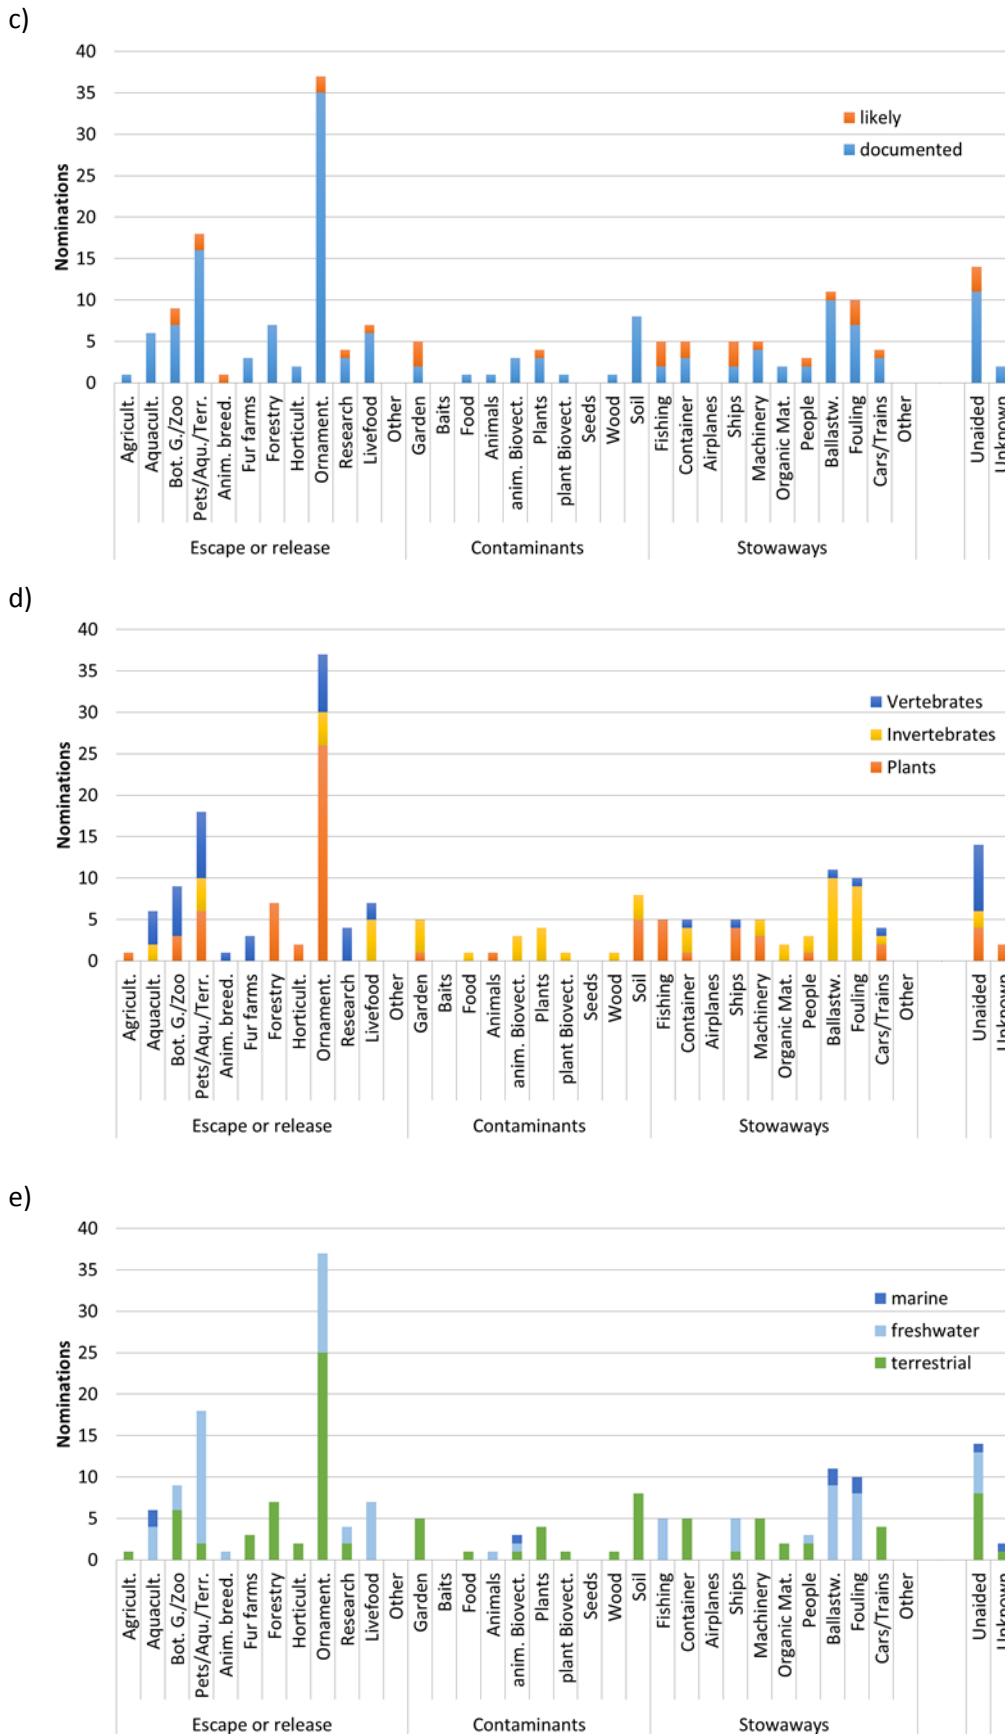 c)
40
35
30
25
20
15
10
5
0
Nominations
likely
documented
Agricult.
Aquacult.
Bot. G./Zoo
Pets/Aqu./Terr.
Anim. breed.
Fur farms
Forestry
Horticult.
Ornament.
Research
Livefood
Other
Garden
Baits
Food
Animals
anim. Biovect.
Plants
plant Biovect.
Seeds
Wood
Soil
Fishing
Container
Airplanes
Ships
Machinery
Organic Mat.
People
Ballastw.
Fouling
Cars/Trains
Other
Unaided
Unknown
Escape or release
Contaminants
Stowaways
d)
40
35
30
25
20
15
10
5
0
Nominations
Vertebrates
Invertebrates
Plants
Agricult.
Aquacult.
Bot. G./Zoo
Pets/Aqu./Terr.
Anim. breed.
Fur farms
Forestry
Horticult.
Ornament.
Research
Livefood
Other
Garden
Baits
Food
Animals
anim. Biovect.
Plants
plant Biovect.
Seeds
Wood
Soil
Fishing
Container
Airplanes
Ships
Machinery
Organic Mat.
People
Ballastw.
Fouling
Cars/Trains
Other
Unaided
Unknown
Escape or release
Contaminants
Stowaways
e)
40
35
30
25
20
15
10
5
0
Nominations
marine
freshwater
terrestrial
Agricult.
Aquacult.
Bot. G./Zoo
Pets/Aqu./Terr.
Anim. breed.
Fur farms
Forestry
Horticult.
Ornament.
Research
Livefood
Other
Garden
Baits
Food
Animals
anim. Biovect.
Plants
plant Biovect.
Seeds
Wood
Soil
Fishing
Container
Airplanes
Ships
Machinery
Organic Mat.
People
Ballastw.
Fouling
Cars/Trains
Other
Unaided
Unknown
Escape or release
Contaminants
Stowaways